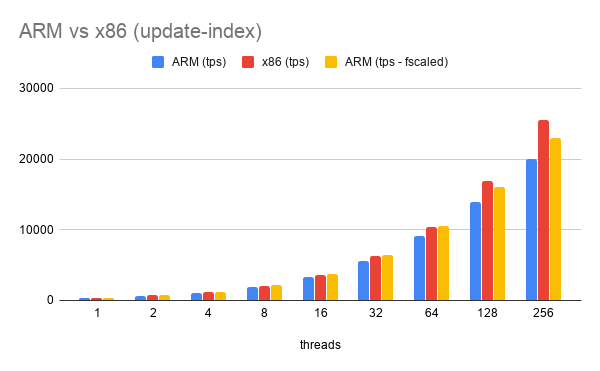 ARM vs x86 (update-index)
ARM (tps) x86 (tps) ARM (tps - fscaled)
30000
20000
10000
0
1 2 4 8 16 32 64 128 256
threads